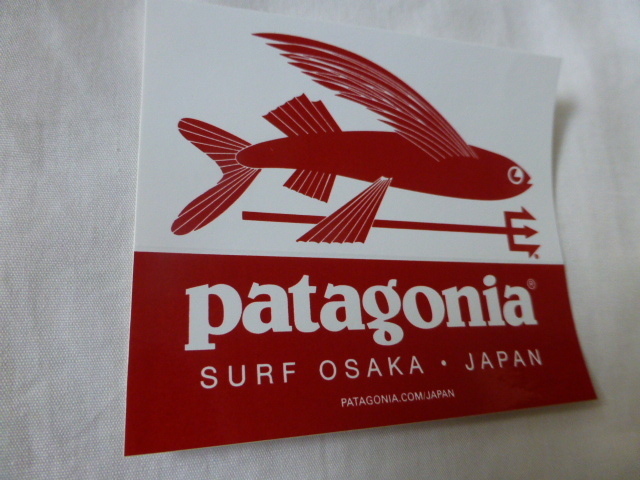 patagonia®
SURF OSAKA • JAPAN
PATAGONIA.COM/JAPAN